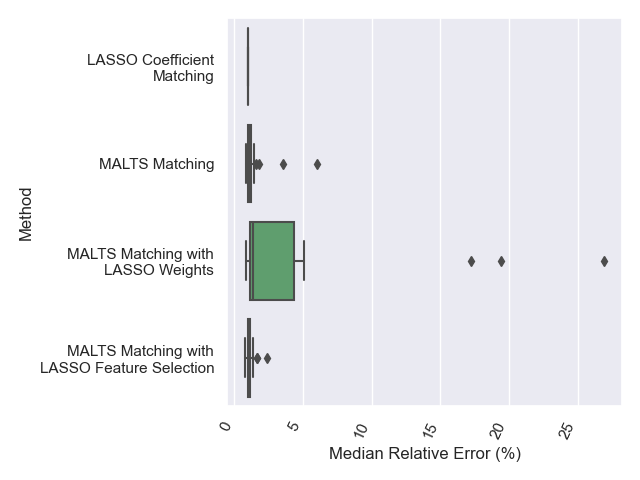 LASSO Coefficient
Matching
MALTS Matching
MALTS Matching with
LASSO Weights
MALTS Matching with
LASSO Feature Selection
Method
0
5
10
15
20
25
Median Relative Error (%)